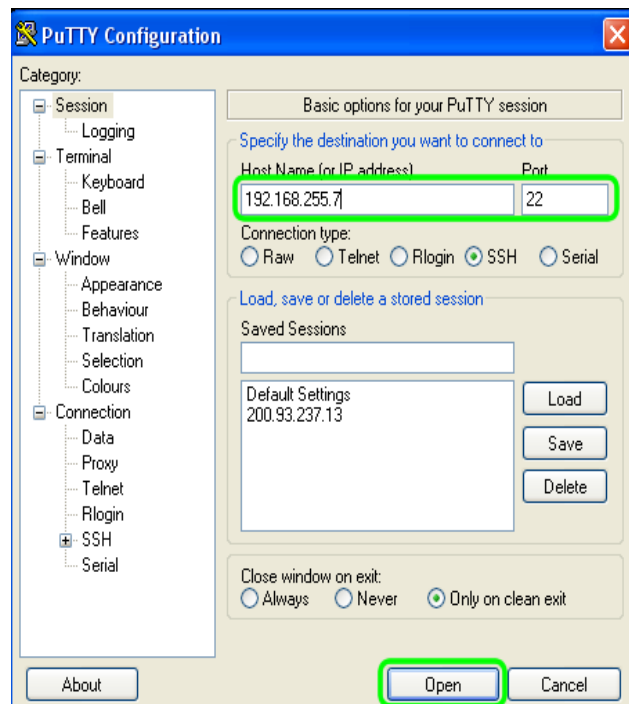 PuTTY Configuration
Category:
Session
Logging
Terminal
Keyboard
Bell
Features
Window
Appearance
Behaviour
Translation
Selection
Colours
Connection
Data
Proxy
Telnet
Rlogin
SSH
Serial
Basic options for your PuTTY session
Specify the destination you want to connect to
Host Name (or IP address) Port
192.168.255.7 22
Connection type:
Raw Telnet Rlogin SSH Serial
Load, save or delete a stored session
Saved Sessions
Default Settings
200.93.237.13
Load
Save
Delete
Close window on exit:
Always Never Only on clean exit
About Open Cancel